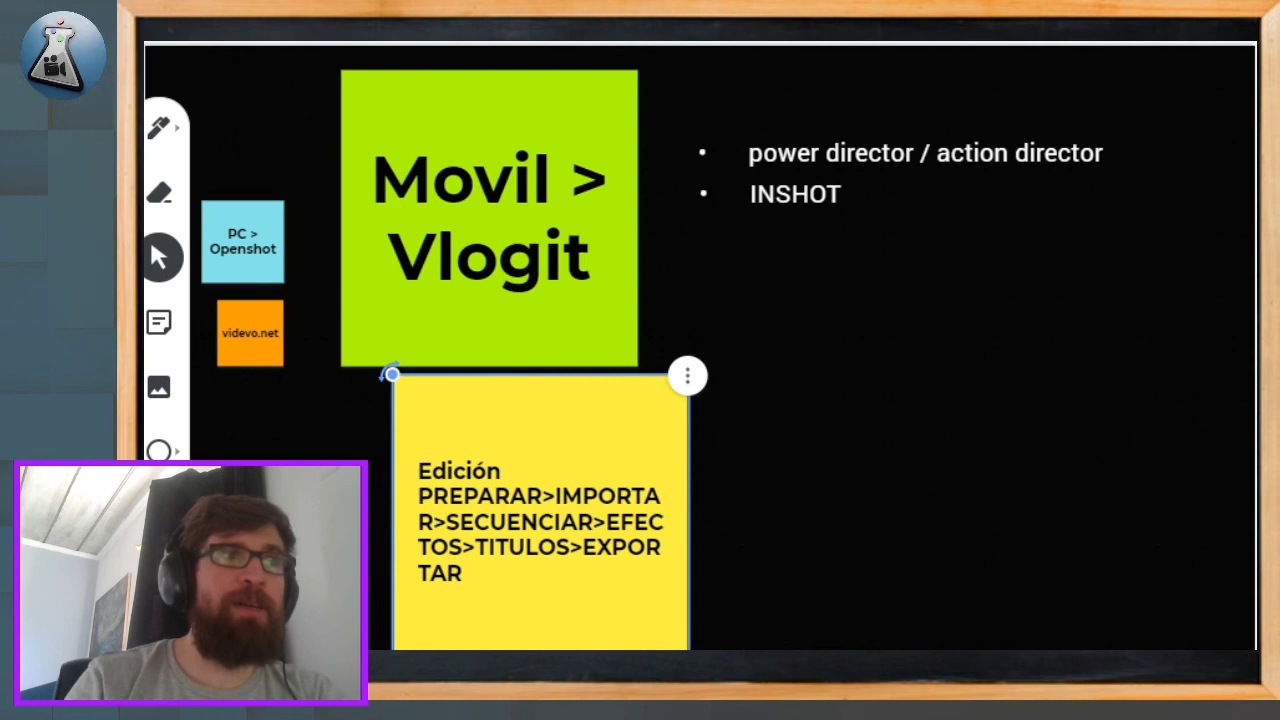 Movil >
Vlogit
power director / action director
INSHOT
PC >
Openshot
videvo.net
Edición
PREPARAR>IMPORTA
R>SECUENCIAR>EFEC
TOS>TITULOS>EXPOR
TAR